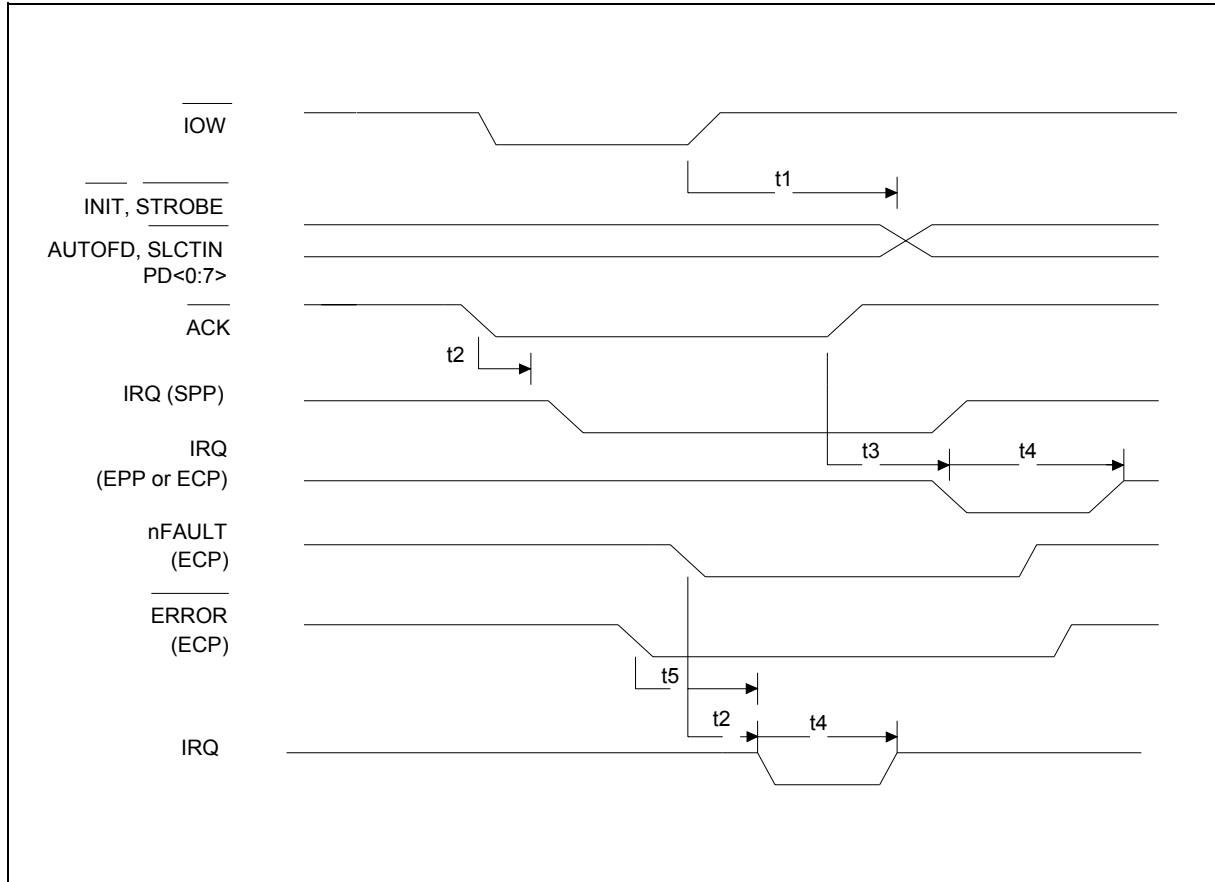 IOW
t1
INIT, STROBE
AUTOFD, SLCTIN
PD<0:7>
ACK
t2
IRQ (SPP)
IRQ
(EPP or ECP)
t3
t4
nFAULT
(ECP)
ERROR
(ECP)
t5
t2
t4
IRQ